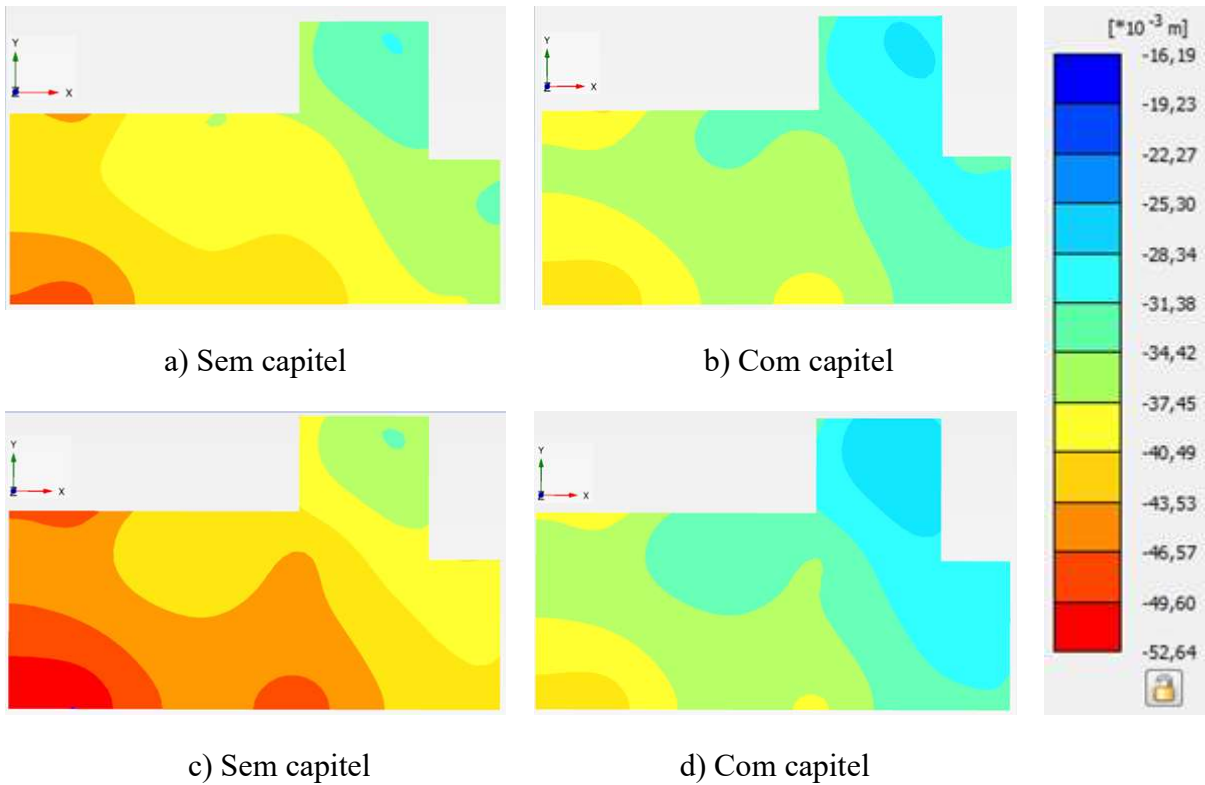 Y
X
Y
X
[*10 -3 m]
-16,19
-19,23
-22,27
-25,30
-28,34
-31,38
-34,42
-37,45
-40,49
-43,53
-46,57
-49,60
-52,64
a) Sem capitel
b) Com capitel
Y
X
Y
X
c) Sem capitel
d) Com capitel